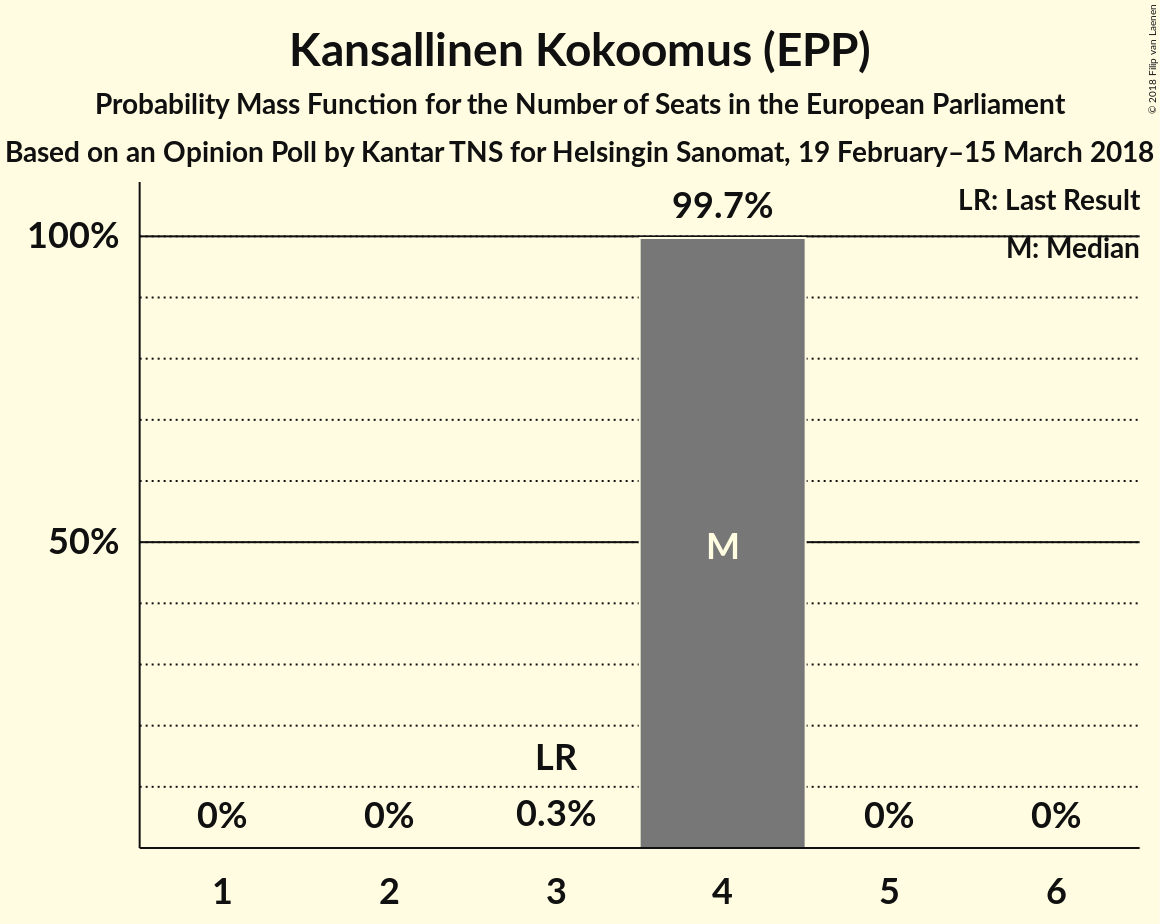 Kansallinen Kokoomus (EPP)
Probability Mass Function for the Number of Seats in the European Parliament
Based on an Opinion Poll by Kantar TNS for Helsingin Sanomat, 19 February–15 March 2018
© 2018 Filip van Laenen
LR: Last Result
M: Median
99.7%
100%
50%
M
LR
0% 0% 0.3% 0% 0%
1 2 3 4 5 6